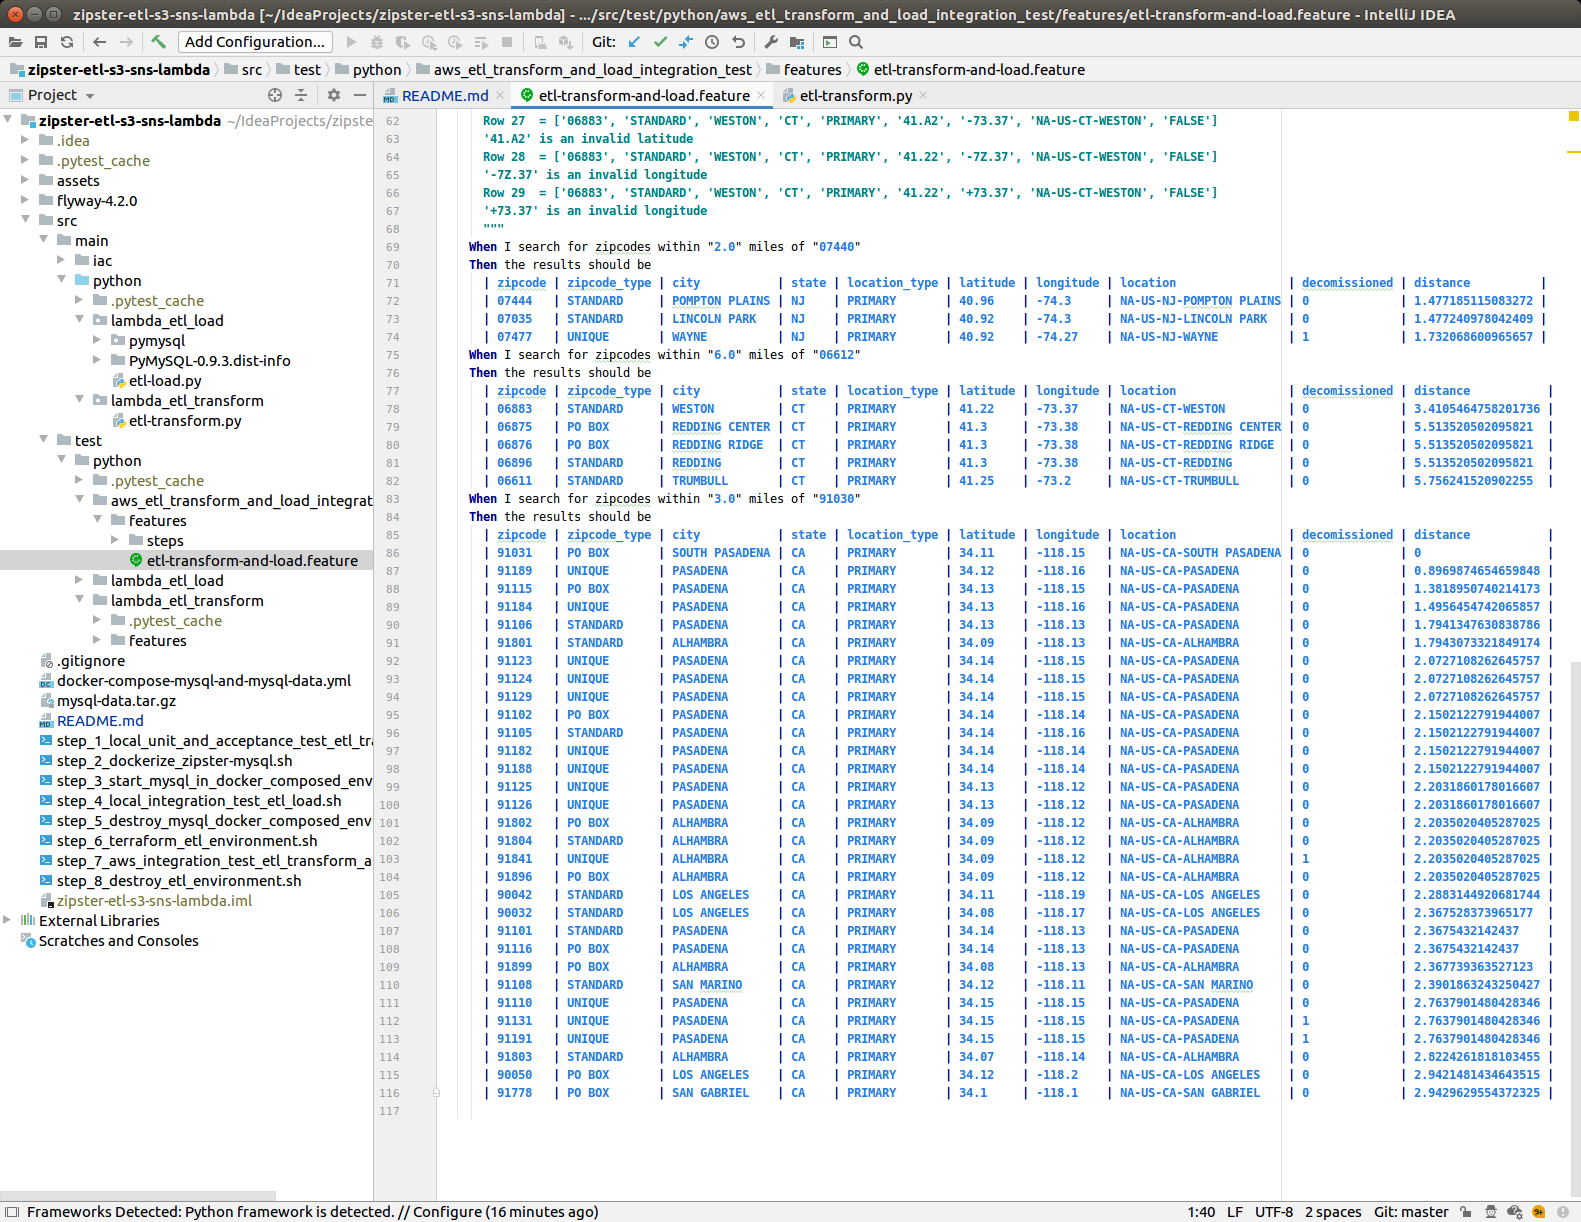 zipster-etl-s3-sns-lambda [~/IdeaProjects/zipster-etl-s3-sns-lambda] - .../src/test/python/aws_etl_transform_and_load_integration_test/features/etl-transform-and-load.feature - IntelliJ IDEA
Add Configuration...
Git:
zipster-etl-s3-sns-lambda src test python aws_etl_transform_and_load_integration_test features etl-transform-and-load.feature
Project
README.md etl-transform-and-load.feature etl-transform.py
zipster-etl-s3-sns-lambda ~/IdeaProjects/zipste
.idea
.pytest_cache
assets
flyway-4.2.0
src
main
iac
python
.pytest_cache
lambda_etl_load
pymysql
PyMySQL-0.9.3.dist-info
etl-load.py
lambda_etl_transform
etl-transform.py
test
python
.pytest_cache
aws_etl_transform_and_load_integrat
features
steps
etl-transform-and-load.feature
lambda_etl_load
lambda_etl_transform
.pytest_cache
features
.gitignore
docker-compose-mysql-and-mysql-data.yml
mysql-data.tar.gz
README.md
step_1_local_unit_and_acceptance_test_etl_tra
step_2_dockerize_zipster-mysql.sh
step_3_start_mysql_in_docker_composed_env
step_4_local_integration_test_etl_load.sh
step_5_destroy_mysql_docker_composed_env
step_6_terraform_etl_environment.sh
step_7_aws_integration_test_etl_transform_a
step_8_destroy_etl_environment.sh
zipster-etl-s3-sns-lambda.iml
External Libraries
Scratches and Consoles
62 Row 27  = ['06883', 'STANDARD', 'WESTON', 'CT', 'PRIMARY', '41.A2', '-73.37', 'NA-US-CT-WESTON', 'FALSE']
63 '41.A2' is an invalid latitude
64 Row 28  = ['06883', 'STANDARD', 'WESTON', 'CT', 'PRIMARY', '41.22', '-7Z.37', 'NA-US-CT-WESTON', 'FALSE']
65 '-7Z.37' is an invalid longitude
66 Row 29  = ['06883', 'STANDARD', 'WESTON', 'CT', 'PRIMARY', '41.22', '+73.37', 'NA-US-CT-WESTON', 'FALSE']
67 '+73.37' is an invalid longitude
68 """
69 When I search for zipcodes within "2.0" miles of "07440"
70 Then the results should be
71 | zipcode | zipcode_type | city | state | location_type | latitude | longitude | location | decomissioned | distance |
72 | 07444 | STANDARD | POMPTON PLAINS | NJ | PRIMARY | 40.96 | -74.3 | NA-US-NJ-POMPTON PLAINS | 0 | 1.477185115083272 |
73 | 07035 | STANDARD | LINCOLN PARK | NJ | PRIMARY | 40.92 | -74.3 | NA-US-NJ-LINCOLN PARK | 0 | 1.477240978042409 |
74 | 07477 | UNIQUE | WAYNE | NJ | PRIMARY | 40.92 | -74.27 | NA-US-NJ-WAYNE | 1 | 1.732068600965657 |
75 When I search for zipcodes within "6.0" miles of "06612"
76 Then the results should be
77 | zipcode | zipcode_type | city | state | location_type | latitude | longitude | location | decomissioned | distance |
78 | 06883 | STANDARD | WESTON | CT | PRIMARY | 41.22 | -73.37 | NA-US-CT-WESTON | 0 | 3.4105464758201736 |
79 | 06875 | PO BOX | REDDING CENTER | CT | PRIMARY | 41.3 | -73.38 | NA-US-CT-REDDING CENTER | 0 | 5.513520502095821 |
80 | 06876 | PO BOX | REDDING RIDGE | CT | PRIMARY | 41.3 | -73.38 | NA-US-CT-REDDING RIDGE | 0 | 5.513520502095821 |
81 | 06896 | STANDARD | REDDING | CT | PRIMARY | 41.3 | -73.38 | NA-US-CT-REDDING | 0 | 5.513520502095821 |
82 | 06611 | STANDARD | TRUMBULL | CT | PRIMARY | 41.25 | -73.2 | NA-US-CT-TRUMBULL | 0 | 5.756241520902255 |
83 When I search for zipcodes within "3.0" miles of "91030"
84 Then the results should be
85 | zipcode | zipcode_type | city | state | location_type | latitude | longitude | location | decomissioned | distance |
86 | 91031 | PO BOX | SOUTH PASADENA | CA | PRIMARY | 34.11 | -118.15 | NA-US-CA-SOUTH PASADENA | 0 | 0 |
87 | 91189 | UNIQUE | PASADENA | CA | PRIMARY | 34.12 | -118.16 | NA-US-CA-PASADENA | 0 | 0.8969874654659848 |
88 | 91115 | PO BOX | PASADENA | CA | PRIMARY | 34.13 | -118.15 | NA-US-CA-PASADENA | 0 | 1.3818950740214173 |
89 | 91184 | UNIQUE | PASADENA | CA | PRIMARY | 34.13 | -118.16 | NA-US-CA-PASADENA | 0 | 1.4956454742065857 |
90 | 91106 | STANDARD | PASADENA | CA | PRIMARY | 34.13 | -118.13 | NA-US-CA-PASADENA | 0 | 1.7941347630838786 |
91 | 91801 | STANDARD | ALHAMBRA | CA | PRIMARY | 34.09 | -118.13 | NA-US-CA-ALHAMBRA | 0 | 1.7943073321849174 |
92 | 91123 | UNIQUE | PASADENA | CA | PRIMARY | 34.14 | -118.15 | NA-US-CA-PASADENA | 0 | 2.0727108262645757 |
93 | 91124 | UNIQUE | PASADENA | CA | PRIMARY | 34.14 | -118.15 | NA-US-CA-PASADENA | 0 | 2.0727108262645757 |
94 | 91129 | UNIQUE | PASADENA | CA | PRIMARY | 34.14 | -118.15 | NA-US-CA-PASADENA | 0 | 2.0727108262645757 |
95 | 91102 | PO BOX | PASADENA | CA | PRIMARY | 34.14 | -118.14 | NA-US-CA-PASADENA | 0 | 2.1502122791944007 |
96 | 91105 | STANDARD | PASADENA | CA | PRIMARY | 34.14 | -118.16 | NA-US-CA-PASADENA | 0 | 2.1502122791944007 |
97 | 91182 | UNIQUE | PASADENA | CA | PRIMARY | 34.14 | -118.14 | NA-US-CA-PASADENA | 0 | 2.1502122791944007 |
98 | 91188 | UNIQUE | PASADENA | CA | PRIMARY | 34.14 | -118.14 | NA-US-CA-PASADENA | 0 | 2.1502122791944007 |
99 | 91125 | UNIQUE | PASADENA | CA | PRIMARY | 34.13 | -118.12 | NA-US-CA-PASADENA | 0 | 2.2031860178016607 |
100 | 91126 | UNIQUE | PASADENA | CA | PRIMARY | 34.13 | -118.12 | NA-US-CA-PASADENA | 0 | 2.2031860178016607 |
101 | 91802 | PO BOX | ALHAMBRA | CA | PRIMARY | 34.09 | -118.12 | NA-US-CA-ALHAMBRA | 0 | 2.2035020405287025 |
102 | 91804 | STANDARD | ALHAMBRA | CA | PRIMARY | 34.09 | -118.12 | NA-US-CA-ALHAMBRA | 0 | 2.2035020405287025 |
103 | 91841 | UNIQUE | ALHAMBRA | CA | PRIMARY | 34.09 | -118.12 | NA-US-CA-ALHAMBRA | 1 | 2.2035020405287025 |
104 | 91896 | PO BOX | ALHAMBRA | CA | PRIMARY | 34.09 | -118.12 | NA-US-CA-ALHAMBRA | 0 | 2.2035020405287025 |
105 | 90042 | STANDARD | LOS ANGELES | CA | PRIMARY | 34.11 | -118.19 | NA-US-CA-LOS ANGELES | 0 | 2.2883144920681744 |
106 | 90032 | STANDARD | LOS ANGELES | CA | PRIMARY | 34.08 | -118.17 | NA-US-CA-LOS ANGELES | 0 | 2.367528373965177 |
107 | 91101 | STANDARD | PASADENA | CA | PRIMARY | 34.14 | -118.13 | NA-US-CA-PASADENA | 0 | 2.3675432142437 |
108 | 91116 | PO BOX | PASADENA | CA | PRIMARY | 34.14 | -118.13 | NA-US-CA-PASADENA | 0 | 2.3675432142437 |
109 | 91899 | PO BOX | ALHAMBRA | CA | PRIMARY | 34.08 | -118.13 | NA-US-CA-ALHAMBRA | 0 | 2.367739363527123 |
110 | 91108 | STANDARD | SAN MARINO | CA | PRIMARY | 34.12 | -118.11 | NA-US-CA-SAN MARINO | 0 | 2.3901863243250427 |
111 | 91110 | UNIQUE | PASADENA | CA | PRIMARY | 34.15 | -118.15 | NA-US-CA-PASADENA | 0 | 2.7637901480428346 |
112 | 91131 | UNIQUE | PASADENA | CA | PRIMARY | 34.15 | -118.15 | NA-US-CA-PASADENA | 1 | 2.7637901480428346 |
113 | 91191 | UNIQUE | PASADENA | CA | PRIMARY | 34.15 | -118.15 | NA-US-CA-PASADENA | 1 | 2.7637901480428346 |
114 | 91803 | STANDARD | ALHAMBRA | CA | PRIMARY | 34.07 | -118.14 | NA-US-CA-ALHAMBRA | 0 | 2.8224261818103455 |
115 | 90050 | PO BOX | LOS ANGELES | CA | PRIMARY | 34.12 | -118.2 | NA-US-CA-LOS ANGELES | 0 | 2.9421481434643515 |
116 | 91778 | PO BOX | SAN GABRIEL | CA | PRIMARY | 34.1 | -118.1 | NA-US-CA-SAN GABRIEL | 0 | 2.9429629554372325 |
117
Frameworks Detected: Python framework is detected. // Configure (16 minutes ago) 1:40 LF UTF-8 2 spaces Git: master 9+